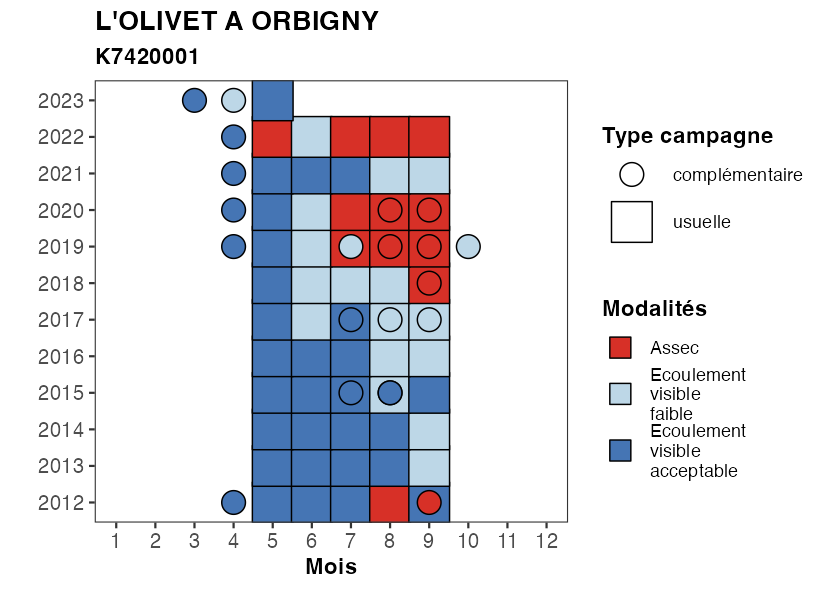 L'OLIVET A ORBIGNY
K7420001
2023
2022
2021
2020
2019
2018
2017
2016
2015
2014
2013
2012
1 2 3 4 5 6 7 8 9 10 11 12
Mois
Type campagne
complémentaire
usuelle
Modalités
Assec
Ecoulement
visible
faible
Ecoulement
visible
acceptable